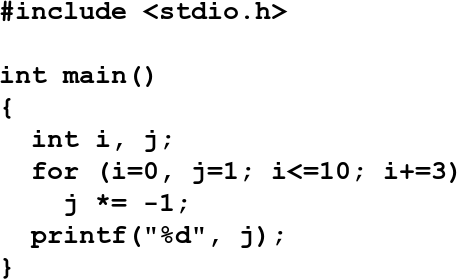 #include <stdio.h>

int main()
{
  int i, j;
  for (i=0, j=1; i<=10; i+=3)
    j *= -1;
  printf("%d", j);
}